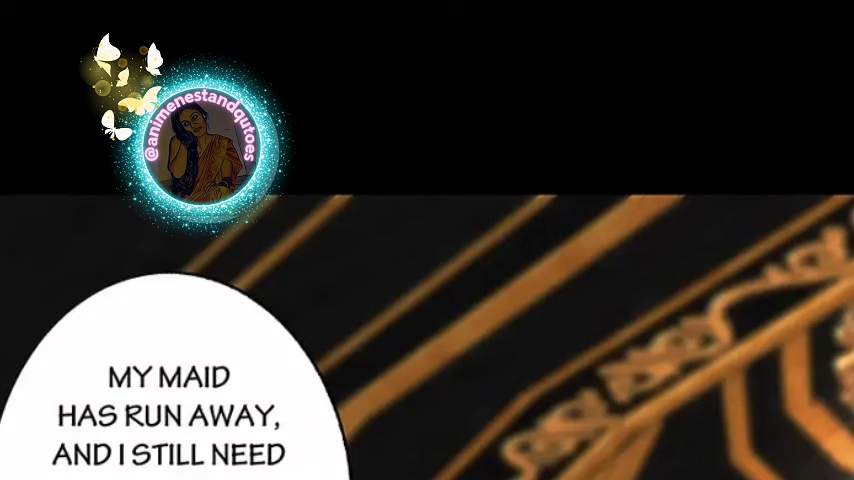 @animenestandqutoes
MY MAID
HAS RUN AWAY,
AND I STILL NEED